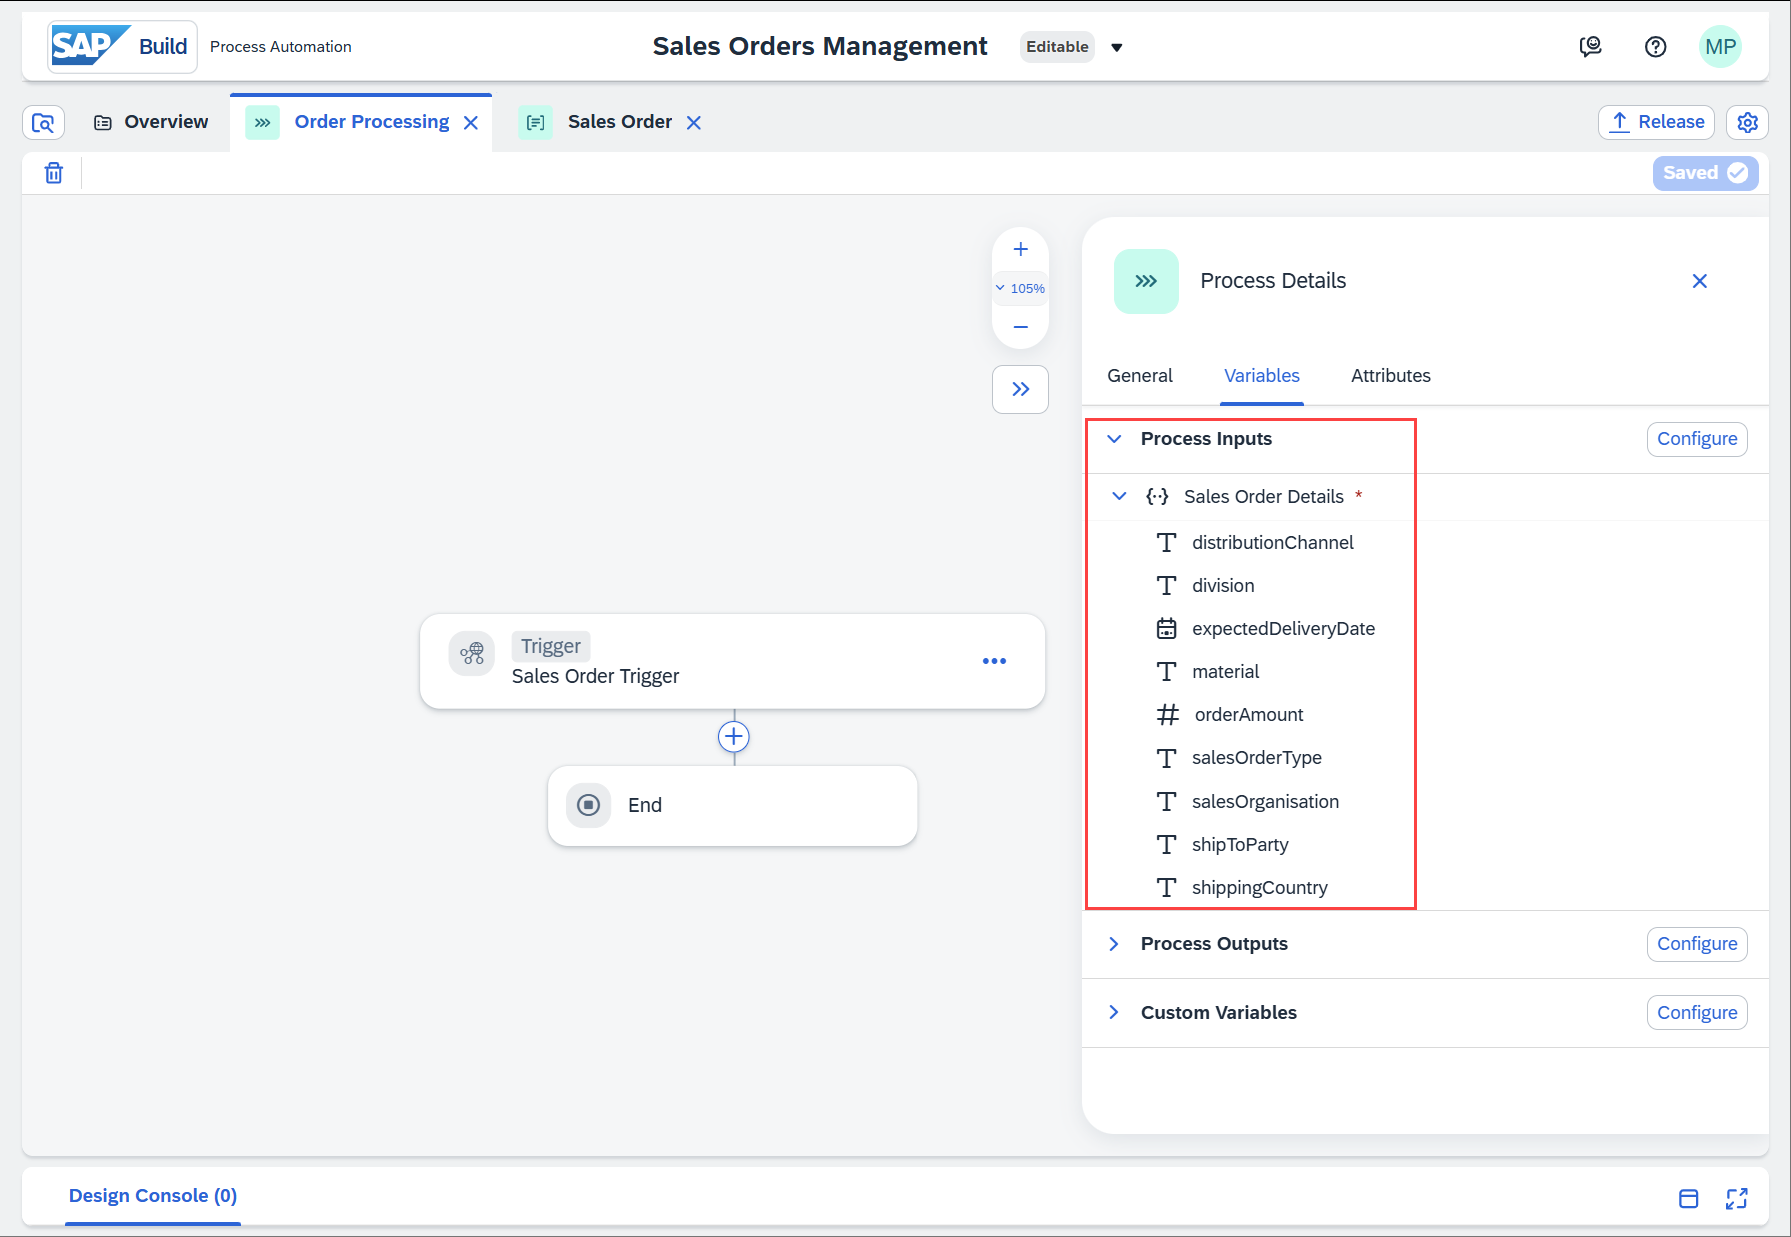 SAP Build Process Automation
Sales Orders Management Editable
MP
Overview Order Processing Sales Order Release
Saved
105%
Process Details
General Variables Attributes
Process Inputs Configure
Sales Order Details *
distributionChannel
division
expectedDeliveryDate
material
orderAmount
salesOrderType
salesOrganisation
shipToParty
shippingCountry
Process Outputs Configure
Custom Variables Configure
Trigger
Sales Order Trigger
End
Design Console (0)